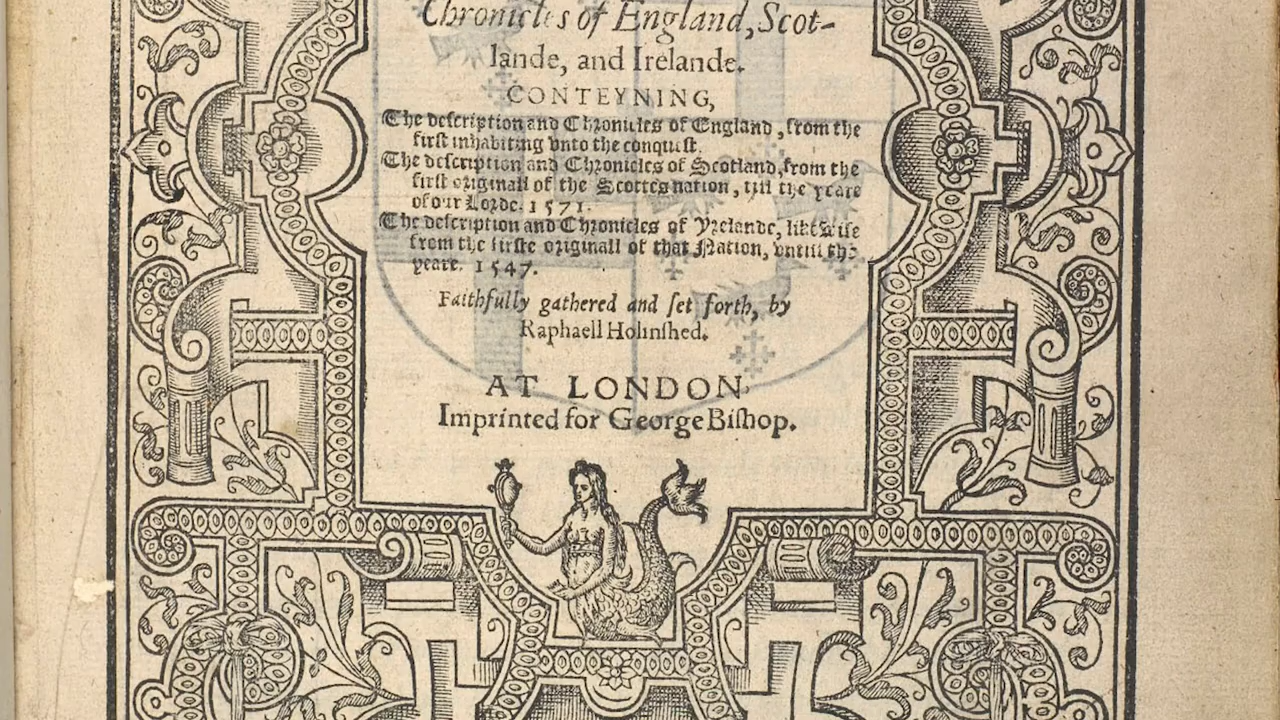 Chronicles of England, Scot-
lande, and Irelande.
CONTEYNING,
The description and Chronicles of England, from the
first inhabiting vnto the conquest.
The description and Chronicles of Scotland, from the
first originall of the Scottes nation, till the yeare
of our Lorde. 1571.
The description and Chronicles of Yrelande, likewise
from the firste originall of that Nation, vntill the
yeare. 1547.
Faithfully gathered and set forth, by
Raphaell Holinshed.
AT LONDON,
Imprinted for George Bishop.